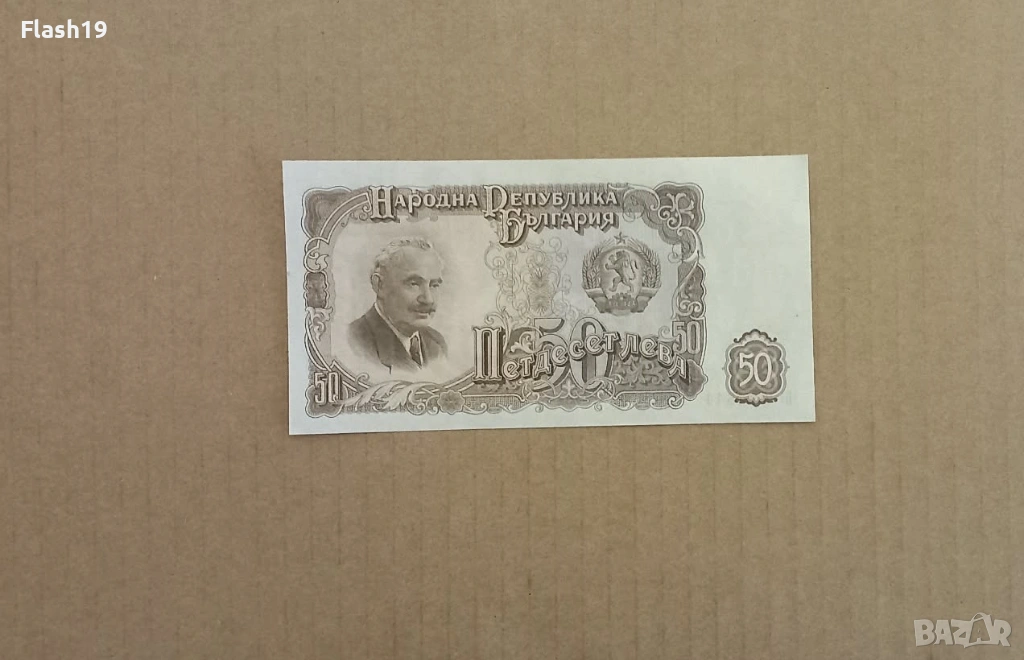 Flash19
Народна Република
България
50
Петдесет лева
50
50
50
BAZAR